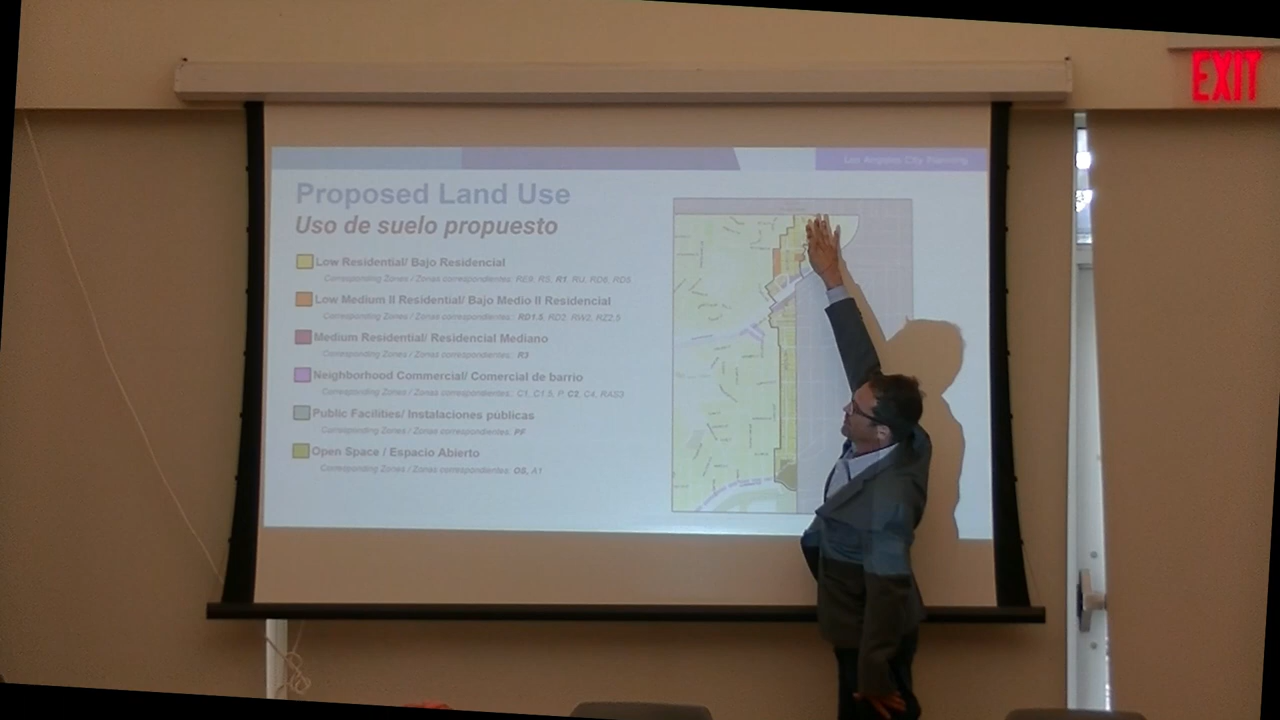 EXIT
Los Angeles City Planning
Proposed Land Use
Uso de suelo propuesto
Low Residential/ Bajo Residencial
Corresponding Zones / Zonas correspondientes: RE9, RS, R1, RU, RD6, RD5
Low Medium II Residential/ Bajo Medio II Residencial
Corresponding Zones / Zonas correspondientes: RD1.5, RD2, RW2, RZ2.5
Medium Residential/ Residencial Mediano
Corresponding Zones / Zonas correspondientes: R3
Neighborhood Commercial/ Comercial de barrio
Corresponding Zones / Zonas correspondientes: C1, C1.5, P, C2, C4, RAS3
Public Facilities/ Instalaciones públicas
Corresponding Zones / Zonas correspondientes: PF
Open Space / Espacio Abierto
Corresponding Zones / Zonas correspondientes: OS, A1